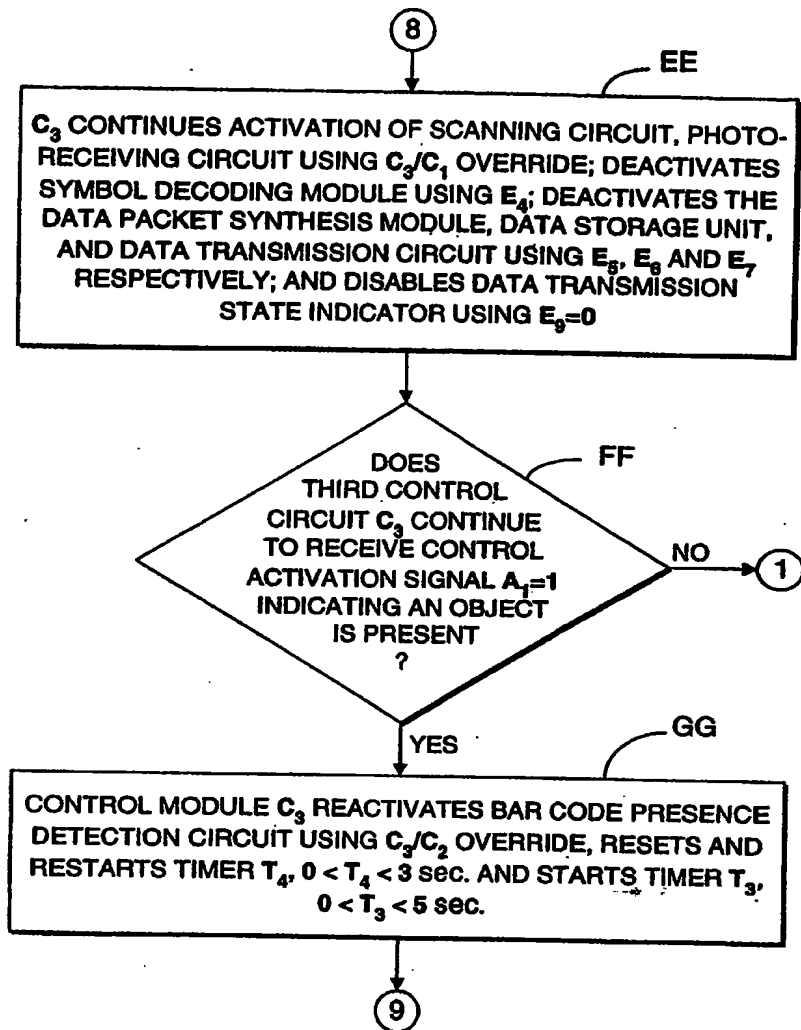 8
EE
C₃ CONTINUES ACTIVATION OF SCANNING CIRCUIT, PHOTO-
RECEIVING CIRCUIT USING C₃/C₁ OVERRIDE; DEACTIVATES
SYMBOL DECODING MODULE USING E₄; DEACTIVATES THE
DATA PACKET SYNTHESIS MODULE, DATA STORAGE UNIT,
AND DATA TRANSMISSION CIRCUIT USING E₅, E₆ AND E₇
RESPECTIVELY; AND DISABLES DATA TRANSMISSION
STATE INDICATOR USING E₉=0
FF
DOES
THIRD CONTROL
CIRCUIT C₃ CONTINUE
TO RECEIVE CONTROL
ACTIVATION SIGNAL A₁=1
INDICATING AN OBJECT
IS PRESENT
?
NO
1
YES
GG
CONTROL MODULE C₃ REACTIVATES BAR CODE PRESENCE
DETECTION CIRCUIT USING C₃/C₂ OVERRIDE, RESETS AND
RESTARTS TIMER T₄, 0 < T₄ < 3 sec. AND STARTS TIMER T₃,
0 < T₃ < 5 sec.
9